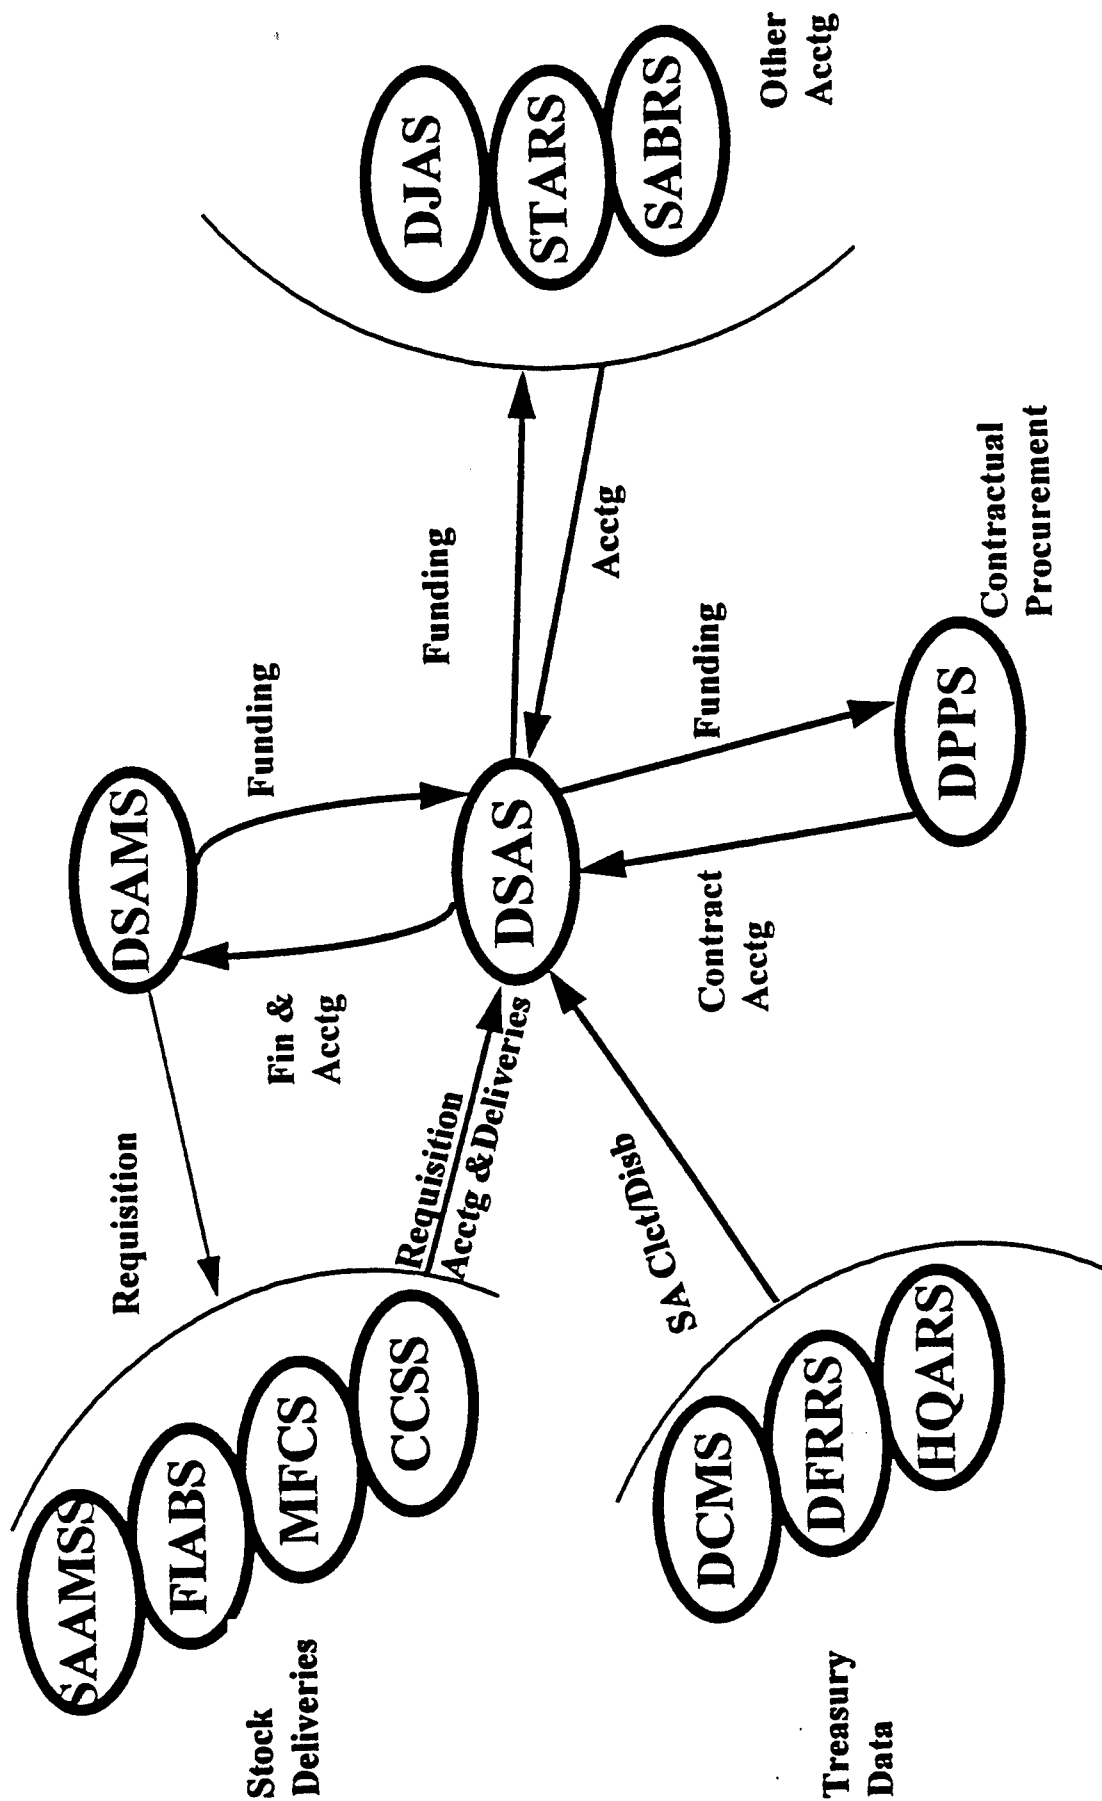 SAAMSS
FIABS
MFCS
CCSS
Stock
Deliveries
Requisition
DSAMS
Funding
Fin &
Acctg
Requisition
Acctg &Deliveries
DSAS
Funding
Acctg
DJAS
STARS
SABRS
Other
Acctg
SA Clct/Disb
DCMS
DFRRS
HQARS
Treasury
Data
Contract
Acctg
Funding
DPPS
Contractual
Procurement